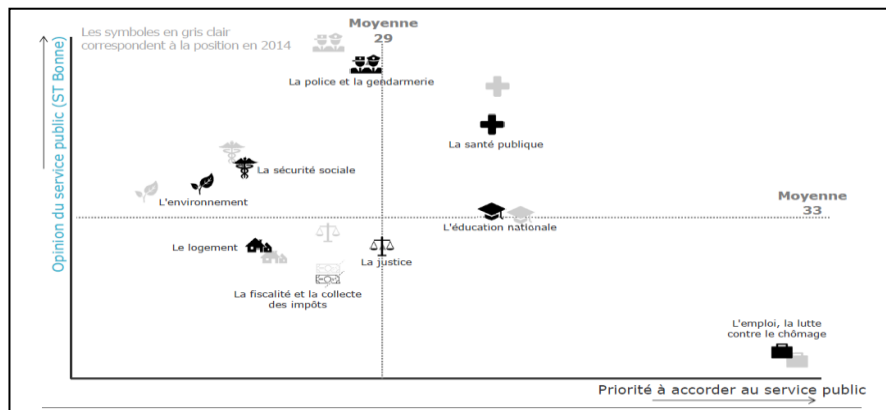 Les symboles en gris clair
correspondent à la position en 2014
Moyenne
29
La police et la gendarmerie
La santé publique
La sécurité sociale
L'environnement
Moyenne
33
L'éducation nationale
Le logement
La justice
La fiscalité et la collecte
des impôts
L'emploi, la lutte
contre le chômage
Priorité à accorder au service public
Opinion du service public (ST Bonne)